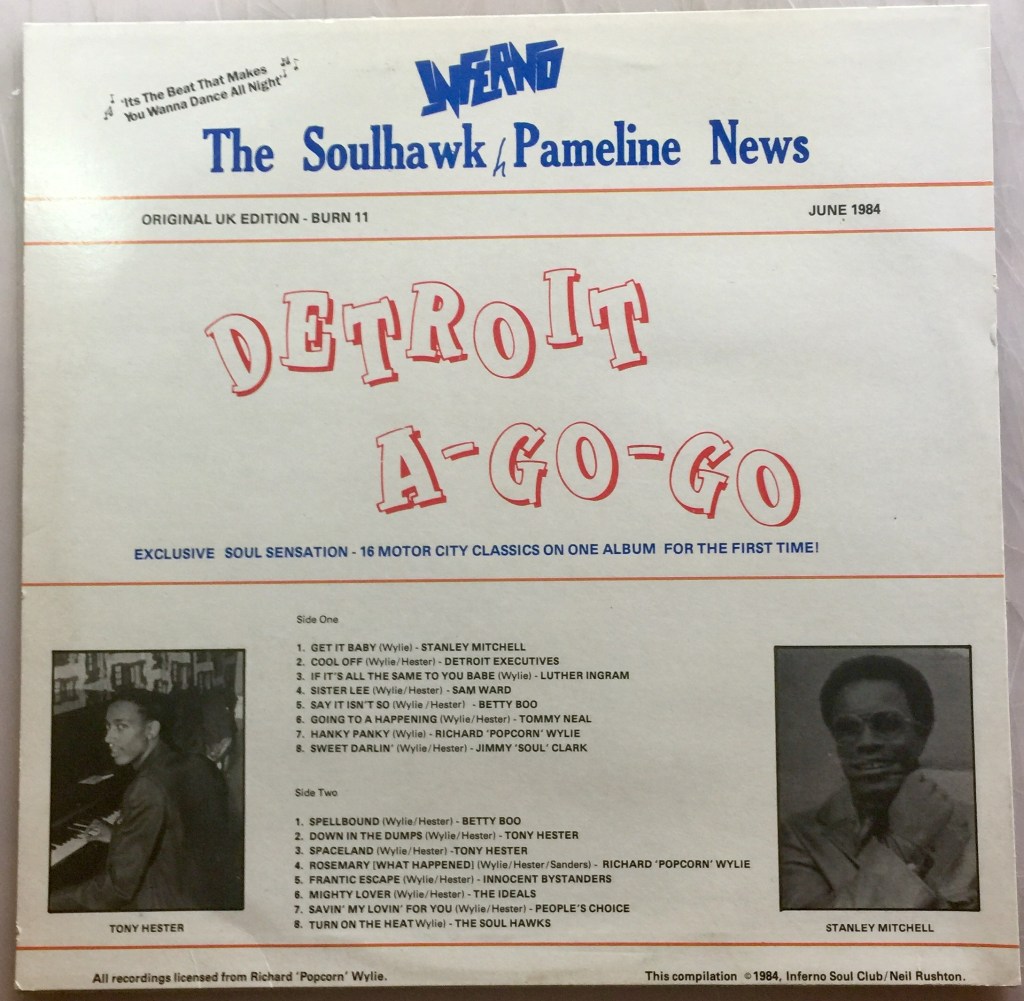 'Its The Beat That Makes
You Wanna Dance All Night'
INFERNO
The Soulhawk h Pameline News
ORIGINAL UK EDITION - BURN 11
JUNE 1984
DETROIT
A-GO-GO
EXCLUSIVE SOUL SENSATION - 16 MOTOR CITY CLASSICS ON ONE ALBUM FOR THE FIRST TIME!
Side One
1. GET IT BABY (Wylie) - STANLEY MITCHELL
2. COOL OFF (Wylie/Hester) - DETROIT EXECUTIVES
3. IF IT'S ALL THE SAME TO YOU BABE (Wylie) - LUTHER INGRAM
4. SISTER LEE (Wylie/Hester) - SAM WARD
5. SAY IT ISN'T SO (Wylie /Hester) - BETTY BOO
6. GOING TO A HAPPENING (Wylie/Hester) - TOMMY NEAL
7. HANKY PANKY (Wylie) - RICHARD 'POPCORN' WYLIE
8. SWEET DARLIN' (Wylie/Hester) - JIMMY 'SOUL' CLARK
Side Two
1. SPELLBOUND (Wylie/Hester) - BETTY BOO
2. DOWN IN THE DUMPS (Wylie/Hester) - TONY HESTER
3. SPACELAND (Wylie/Hester) -TONY HESTER
4. ROSEMARY [WHAT HAPPENED] (Wylie/Hester/Sanders) - RICHARD 'POPCORN' WYLIE
5. FRANTIC ESCAPE (Wylie/Hester) - INNOCENT BYSTANDERS
6. MIGHTY LOVER (Wylie/Hester) - THE IDEALS
7. SAVIN' MY LOVIN' FOR YOU (Wylie/Hester) - PEOPLE'S CHOICE
8. TURN ON THE HEAT Wylie) - THE SOUL HAWKS
TONY HESTER
STANLEY MITCHELL
All recordings licensed from Richard 'Popcorn' Wylie.
This compilation ©1984, Inferno Soul Club/Neil Rushton.